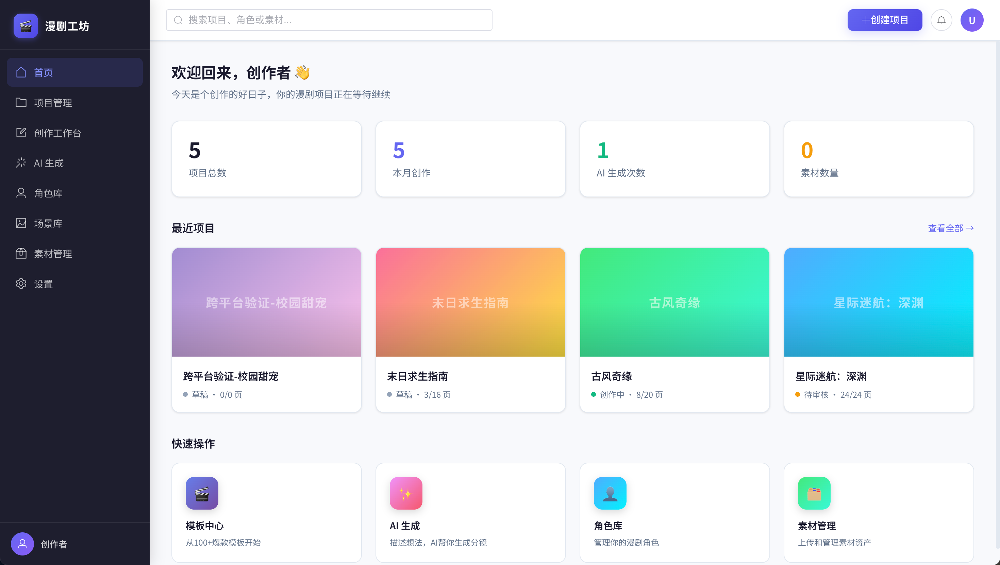 漫剧工坊
首页
项目管理
创作工作台
AI 生成
角色库
场景库
素材管理
设置
创作者
搜索项目、角色或素材...
+创建项目
U
欢迎回来，创作者 👋
今天是个创作的好日子，你的漫剧项目正在等待继续
5
项目总数
5
本月创作
1
AI 生成次数
0
素材数量
最近项目
查看全部 →
跨平台验证-校园甜宠
跨平台验证-校园甜宠
草稿 • 0/0 页
末日求生指南
末日求生指南
草稿 • 3/16 页
古风奇缘
古风奇缘
创作中 • 8/20 页
星际迷航：深渊
星际迷航：深渊
待审核 • 24/24 页
快速操作
模板中心
从100+爆款模板开始
AI 生成
描述想法，AI帮你生成分镜
角色库
管理你的漫剧角色
素材管理
上传和管理素材资产